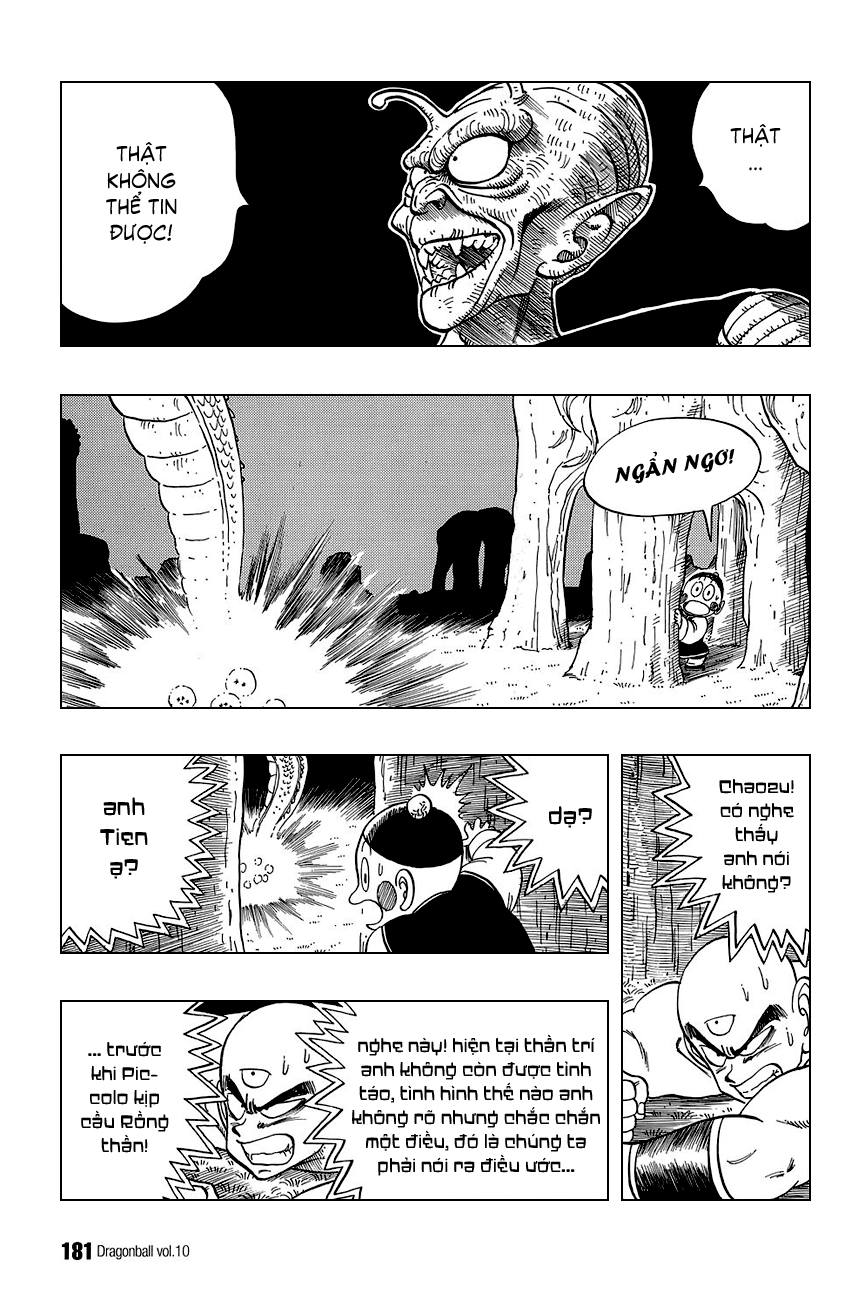 THẬT
...
THẬT
KHÔNG
THỂ TIN
ĐƯỢC!
NGẨN NGƠ!
Chaozu!
có nghe
thấy
anh nói
không?
dạ?
anh
Tien
ạ?
nghe này! hiện tại thần trí
anh không còn được tỉnh
táo, tình hình thế nào anh
không rõ nhưng chắc chắn
một điều, đó là chúng ta
phải nói ra điều ước...
... trước
khi Pic-
colo kịp
cầu Rồng
thần!
181 Dragonball vol.10